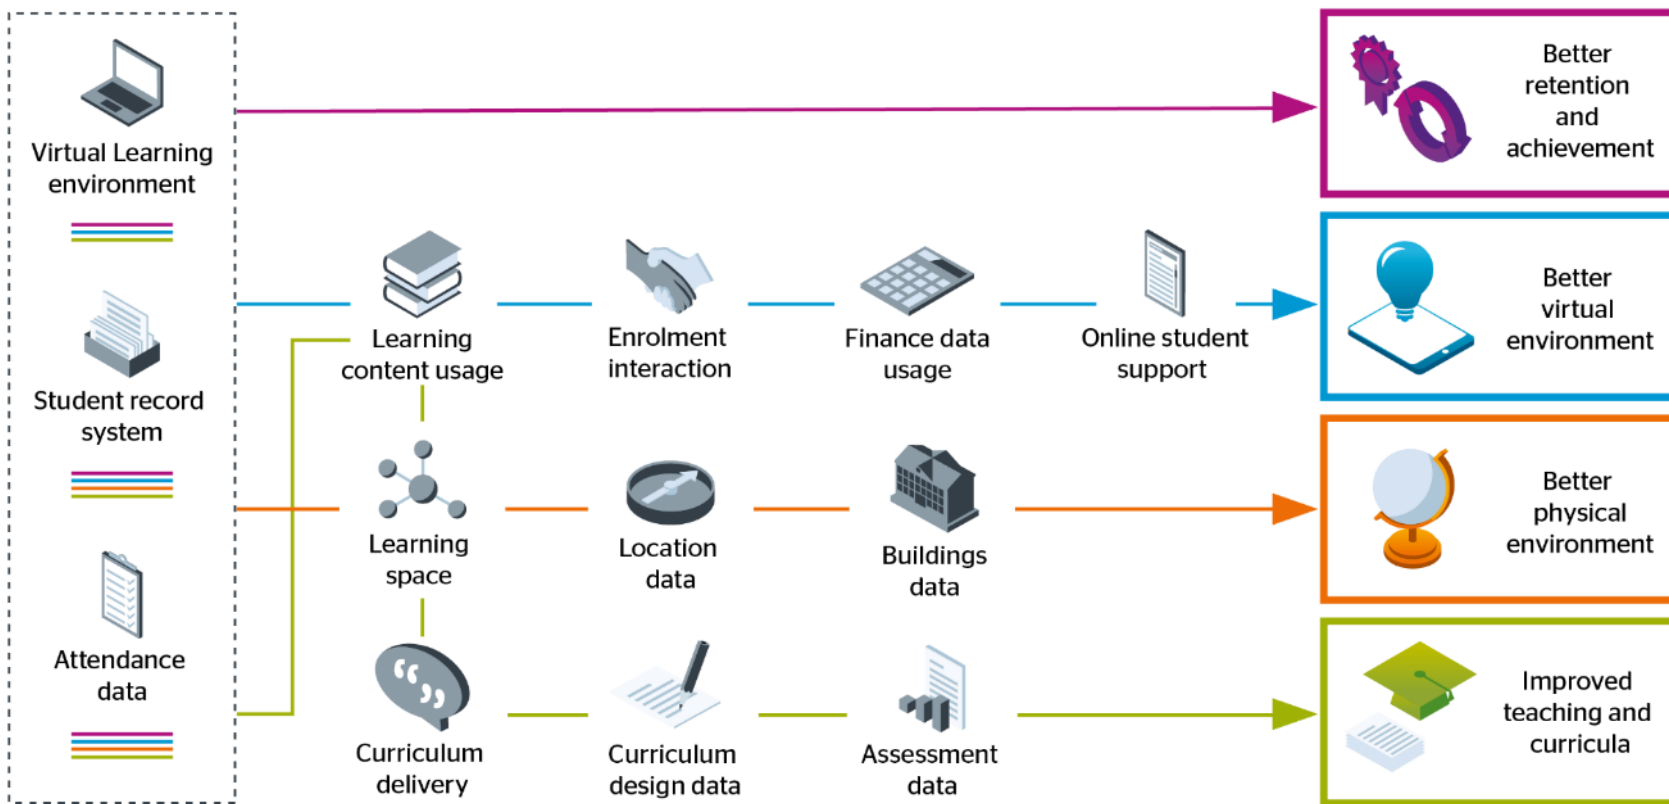 Virtual Learning
environment
Student record
system
Attendance
data
Learning
content usage
Enrolment
interaction
Finance data
usage
Online student
support
Learning
space
Location
data
Buildings
data
Curriculum
delivery
Curriculum
design data
Assessment
data
Better
retention
and
achievement
Better
virtual
environment
Better
physical
environment
Improved
teaching and
curricula